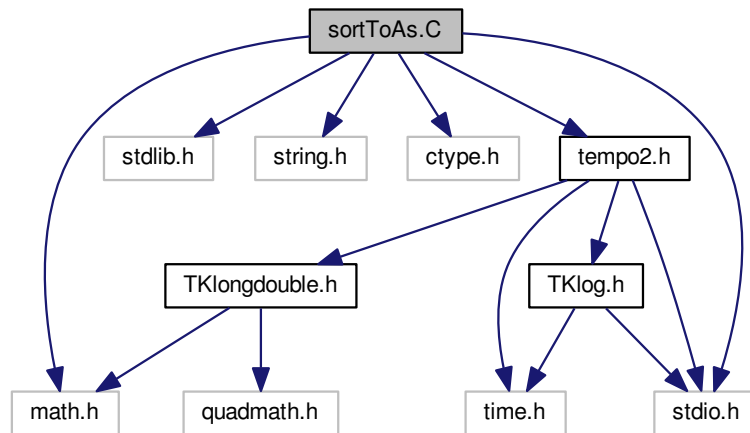 sortToAs.C
stdlib.h
string.h
ctype.h
tempo2.h
TKlongdouble.h
TKlog.h
math.h
quadmath.h
time.h
stdio.h